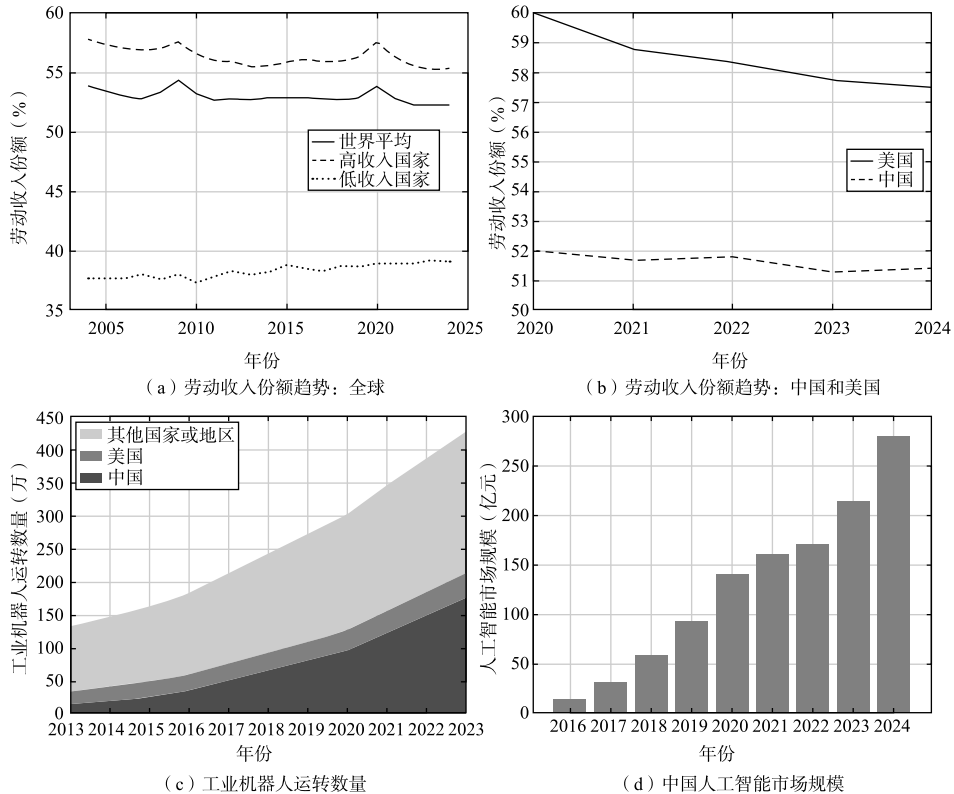 60
55
50
45
40
35
劳动收入份额（%）
世界平均
高收入国家
低收入国家
2005 2010 2015 2020 2025
年份
（a）劳动收入份额趋势：全球
60
59
58
57
56
55
54
53
52
51
50
劳动收入份额（%）
美国
中国
2020 2021 2022 2023 2024
年份
（b）劳动收入份额趋势：中国和美国
450
400
350
300
250
200
150
100
50
0
工业机器人运转数量（万）
其他国家或地区
美国
中国
2013 2014 2015 2016 2017 2018 2019 2020 2021 2022 2023
年份
（c）工业机器人运转数量
300
250
200
150
100
50
0
人工智能市场规模（亿元）
2016 2017 2018 2019 2020 2021 2022 2023 2024
年份
（d）中国人工智能市场规模